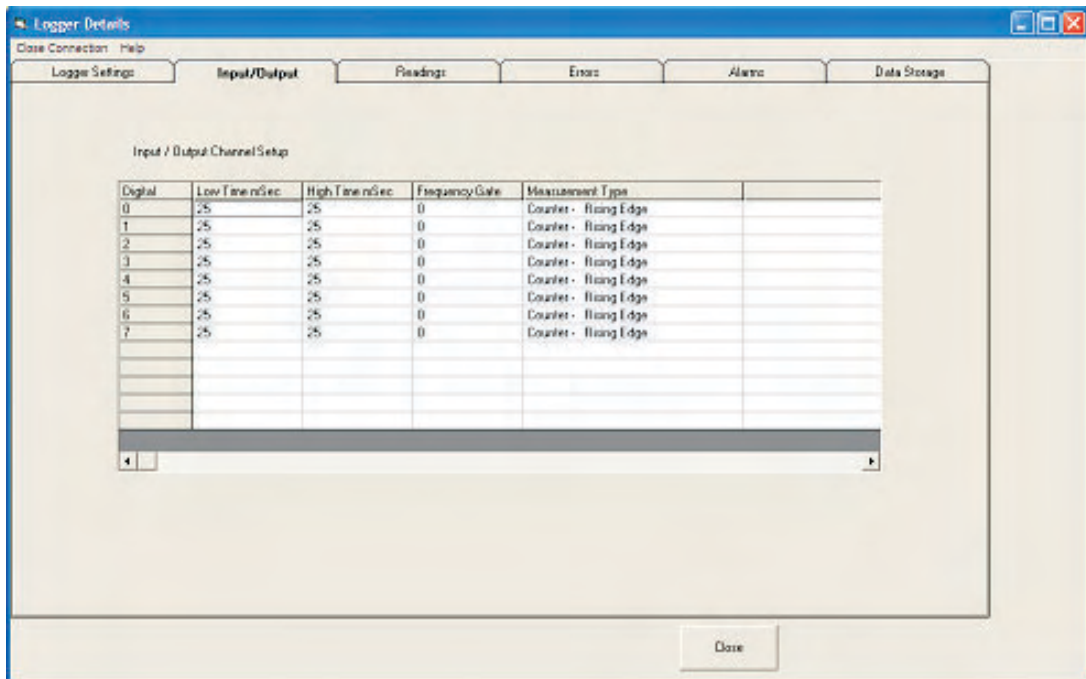 Logger Details
Close Connection Help
Logger Settings Input/Output Readings Errors Alarms Data Storage
Input / Output Channel Setup
Digital Low Time mSec High Time mSec Frequency Gate Measurement Type
0 25 25 0 Counter - Rising Edge
1 25 25 0 Counter - Rising Edge
2 25 25 0 Counter - Rising Edge
3 25 25 0 Counter - Rising Edge
4 25 25 0 Counter - Rising Edge
5 25 25 0 Counter - Rising Edge
6 25 25 0 Counter - Rising Edge
7 25 25 0 Counter - Rising Edge
Close